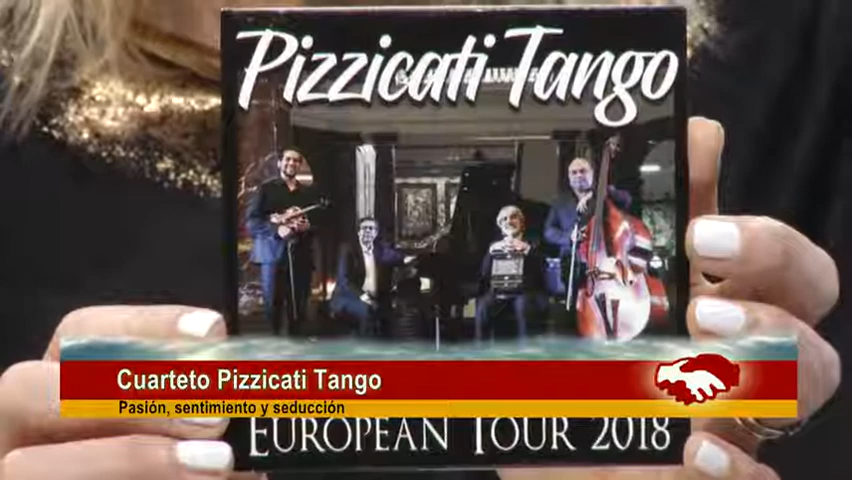 Pizzicati Tango
Cuarteto Pizzicati Tango
Pasión, sentimiento y seducción
EUROPEAN TOUR 2018